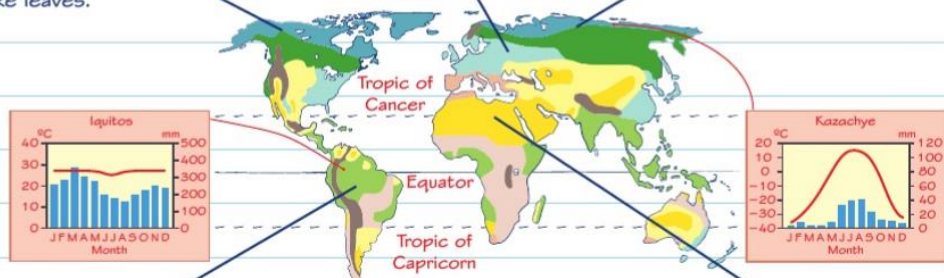 ke leaves.
Tropic of
Cancer
Equator
Tropic of
Capricorn
Iquitos
ºC
mm
40
30
20
10
0
500
400
300
200
100
0
J F M A M J J A S O N D
Month
Kazachye
ºC
mm
20
10
0
-10
-20
-30
-40
120
100
80
60
40
20
0
J F M A M J J A S O N D
Month